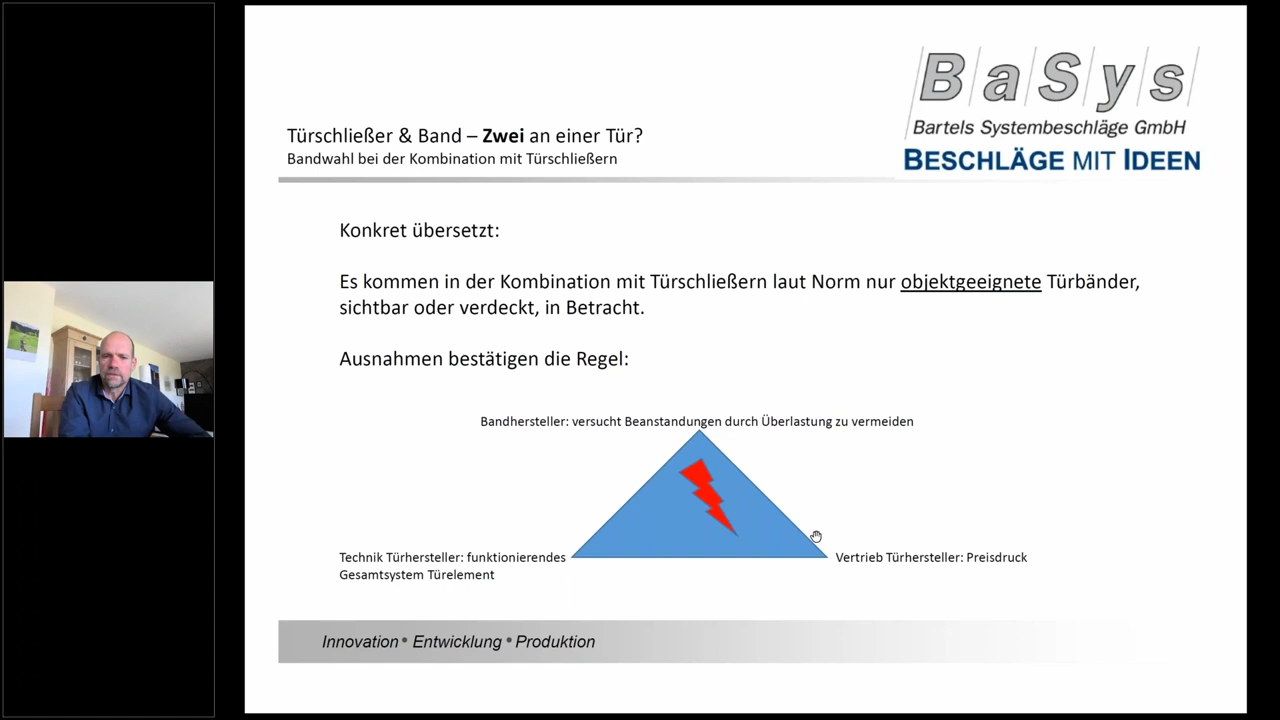 BaSys
Bartels Systembeschläge GmbH
BESCHLÄGE MIT IDEEN
Türschließer & Band – Zwei an einer Tür?
Bandwahl bei der Kombination mit Türschließern
Konkret übersetzt:
Es kommen in der Kombination mit Türschließern laut Norm nur objektgeeignete Türbänder,
sichtbar oder verdeckt, in Betracht.
Ausnahmen bestätigen die Regel:
Bandhersteller: versucht Beanstandungen durch Überlastung zu vermeiden
Technik Türhersteller: funktionierendes
Gesamtsystem Türelement
Vertrieb Türhersteller: Preisdruck
Innovation • Entwicklung • Produktion